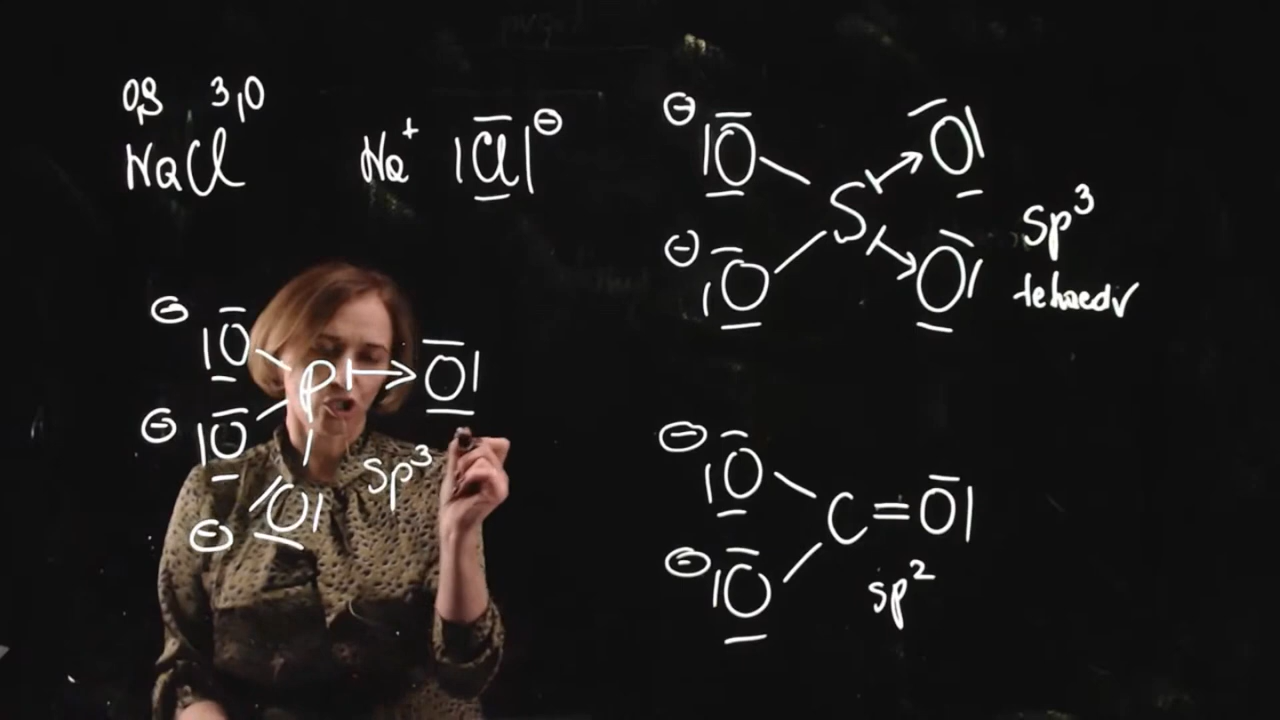 0,9 3,0
NaCl Na⁺ |Cl|⊖
⊖ |O S O|
⊖ |O O|
sp³
tetraedr
⊖ |O P ↦ O|
⊖ |O
⊖ O|
sp³
⊖ |O C = O|
⊖ |O
sp²